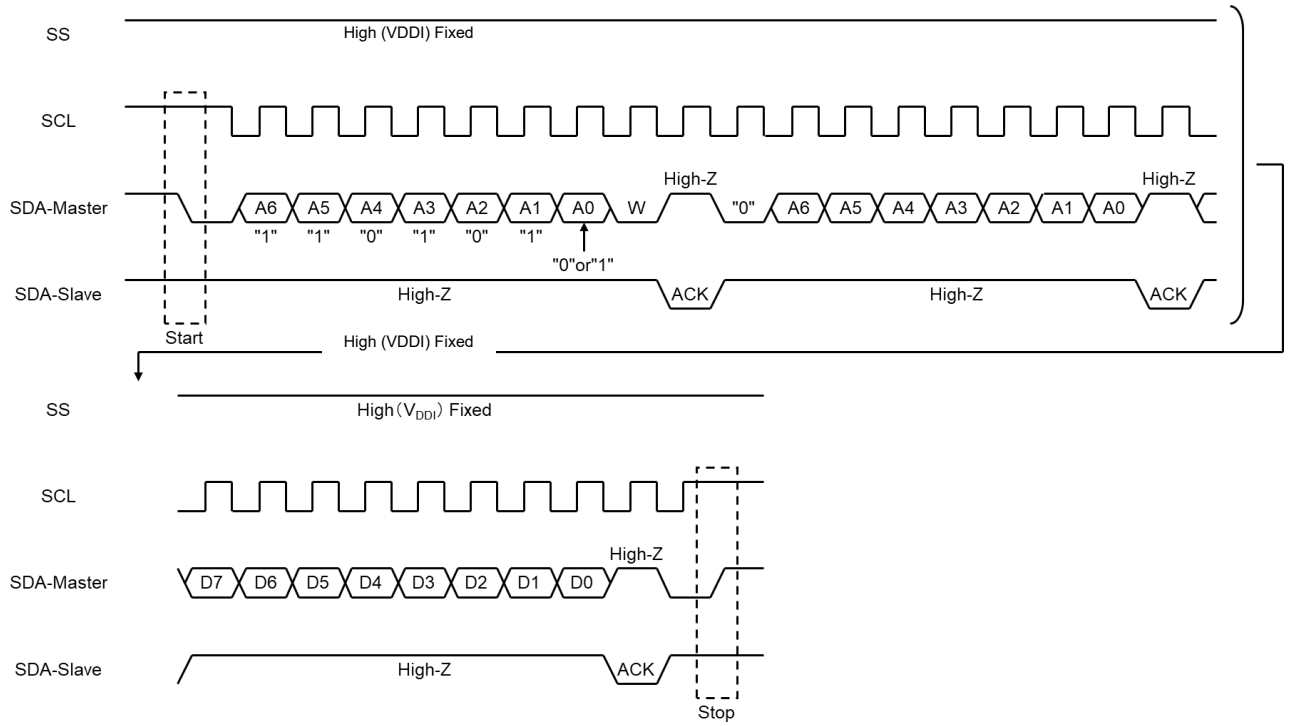 SS
High (VDDI) Fixed
SCL
High-Z High-Z
SDA-Master A6 A5 A4 A3 A2 A1 A0 W "0" A6 A5 A4 A3 A2 A1 A0
"1" "1" "0" "1" "0" "1"
"0"or"1"
SDA-Slave High-Z ACK High-Z ACK
Start
High (VDDI) Fixed
SS
High(VDDI) Fixed
SCL
High-Z
SDA-Master D7 D6 D5 D4 D3 D2 D1 D0
SDA-Slave High-Z ACK
Stop